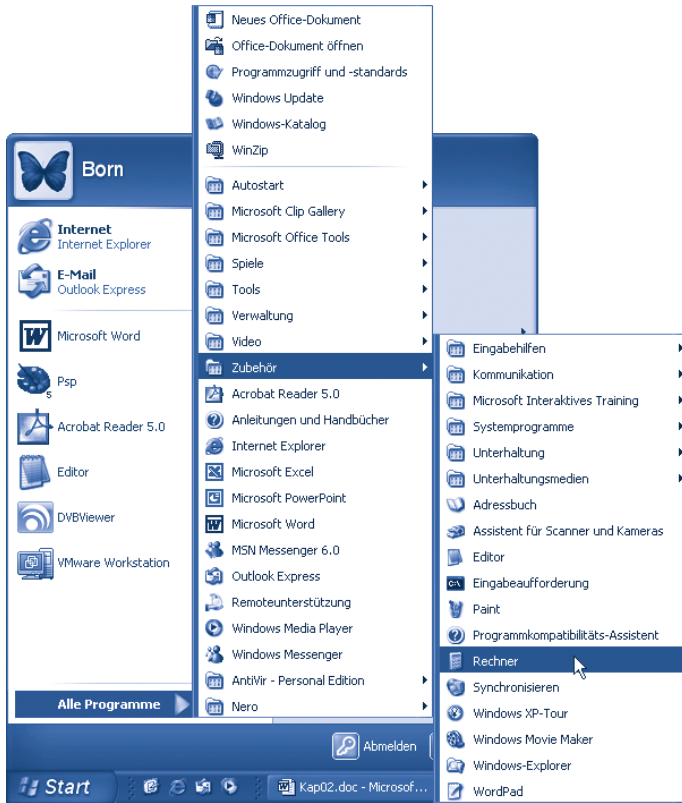 Neues Office-Dokument
Office-Dokument öffnen
Programmzugriff und -standards
Windows Update
Windows-Katalog
WinZip
Autostart
Microsoft Clip Gallery
Microsoft Office Tools
Spiele
Tools
Verwaltung
Video
Zubehör
Acrobat Reader 5.0
Anleitungen und Handbücher
Internet Explorer
Microsoft Excel
Microsoft PowerPoint
Microsoft Word
MSN Messenger 6.0
Outlook Express
Remoteunterstützung
Windows Media Player
Windows Messenger
AntiVir - Personal Edition
Nero
Born
Internet
Internet Explorer
E-Mail
Outlook Express
Microsoft Word
Psp
5
Acrobat Reader 5.0
Editor
DVBViewer
VMware Workstation
Alle Programme
Eingabehilfen
Kommunikation
Microsoft Interaktives Training
Systemprogramme
Unterhaltung
Unterhaltungsmedien
Adressbuch
Assistent für Scanner und Kameras
Editor
Eingabeaufforderung
Paint
Programmkompatibilitäts-Assistent
Rechner
Synchronisieren
Windows XP-Tour
Windows Movie Maker
Windows-Explorer
WordPad
Abmelden
Start
Kap02.doc - Microsof...